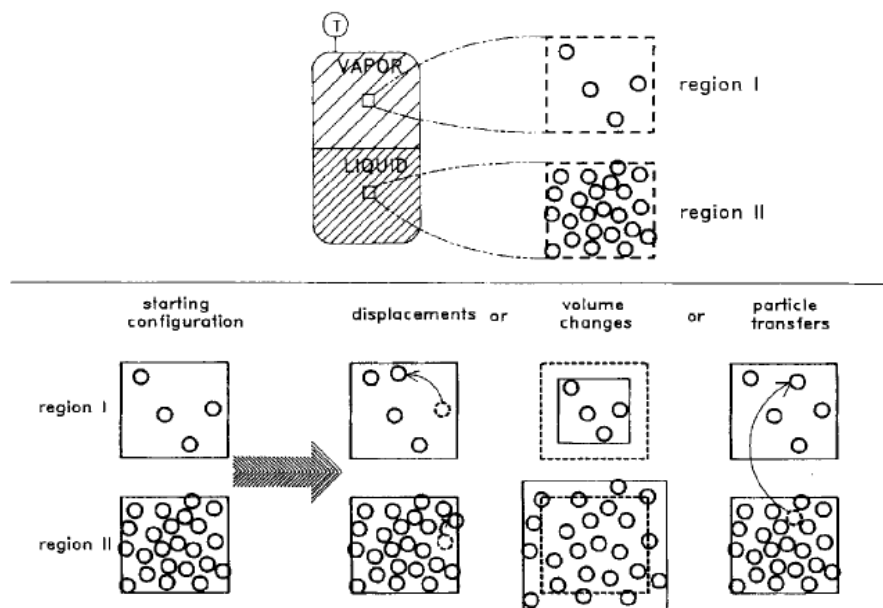 T
VAPOR
region I
LIQUID
region II
starting
configuration
displacements or
volume
changes
or
particle
transfers
region I
region II